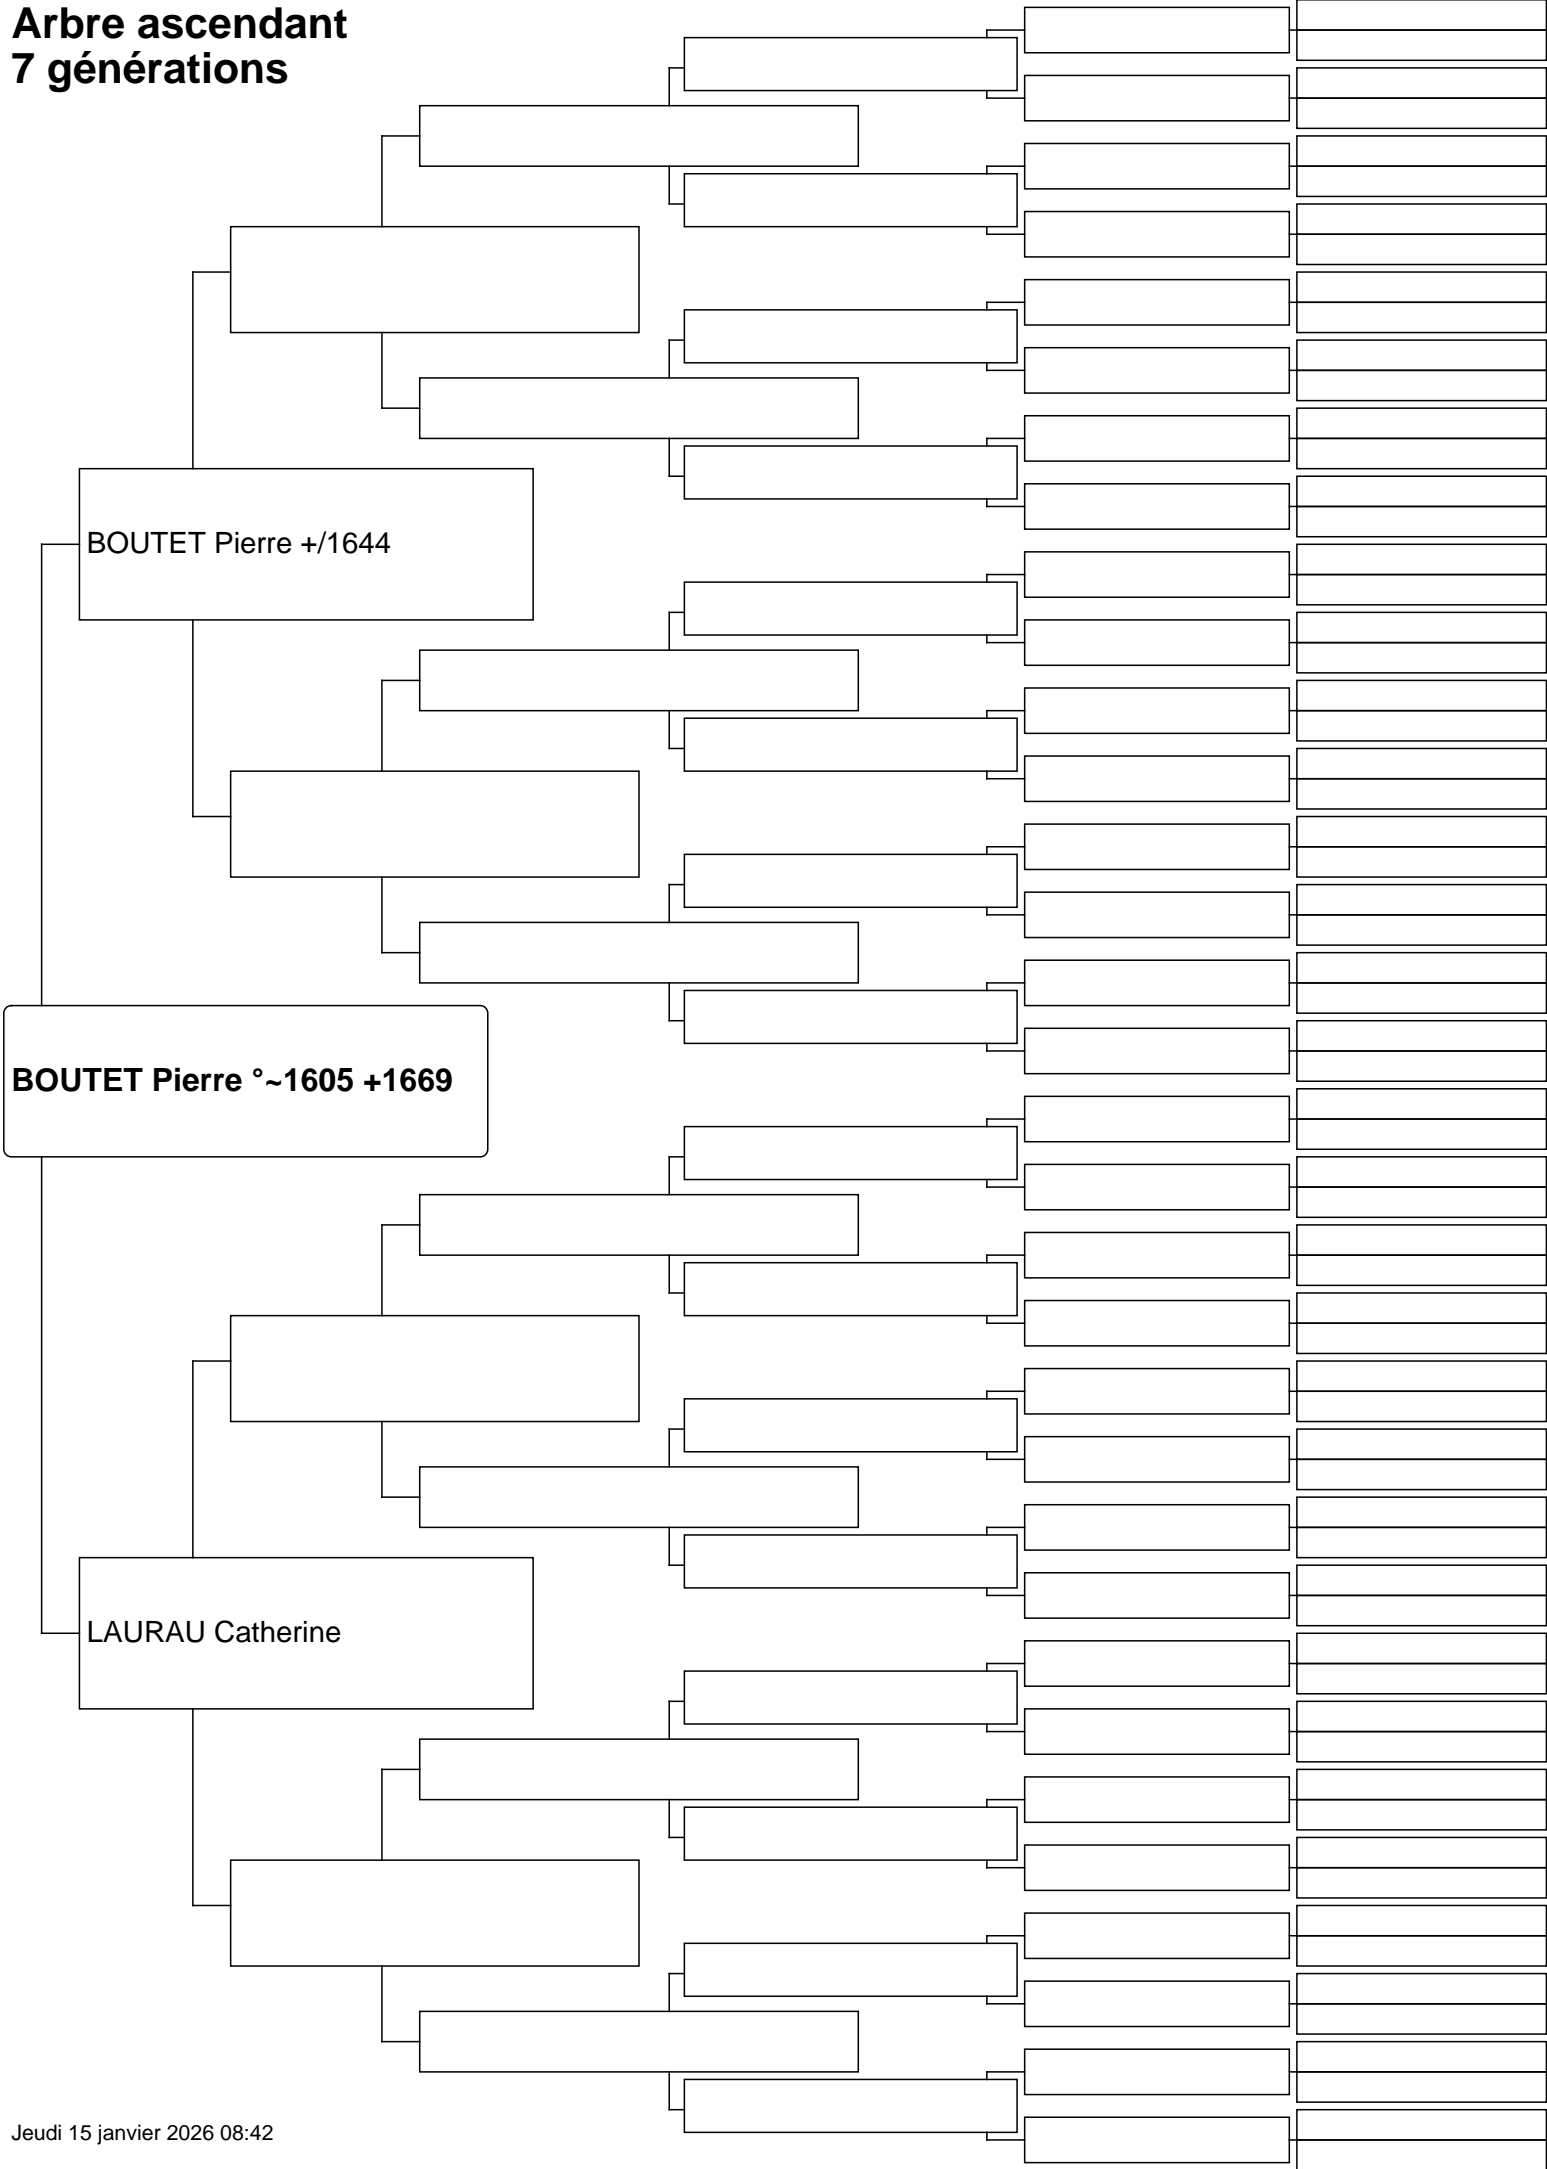 Arbre ascendant
7 générations
BOUTET Pierre +/1644
BOUTET Pierre °~1605 +1669
LAURAU Catherine
Jeudi 15 janvier 2026 08:42